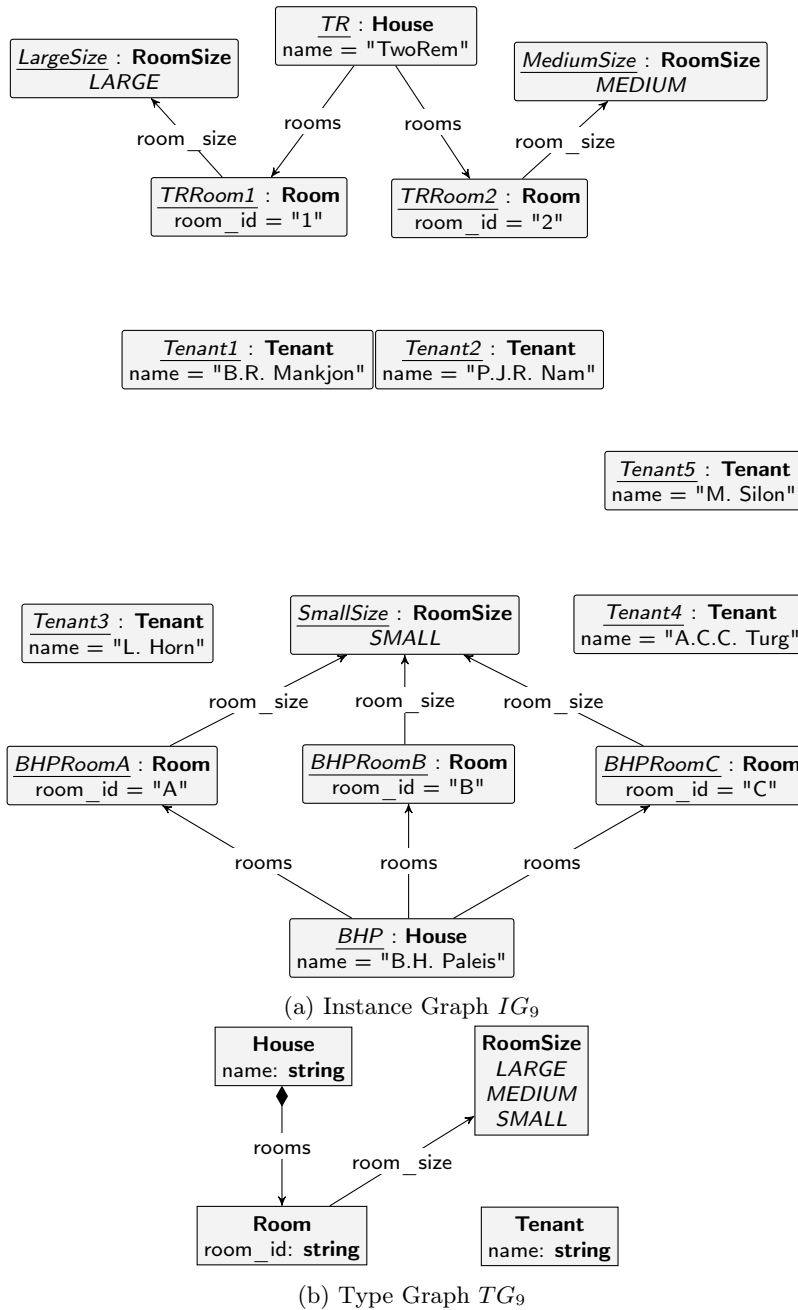 TR : House
name = "TwoRem"
LargeSize : RoomSize
LARGE
MediumSize : RoomSize
MEDIUM
rooms
rooms
room_size
room_size
TRRoom1 : Room
room_id = "1"
TRRoom2 : Room
room_id = "2"
Tenant1 : Tenant
name = "B.R. Mankjon"
Tenant2 : Tenant
name = "P.J.R. Nam"
Tenant5 : Tenant
name = "M. Silon"
Tenant3 : Tenant
name = "L. Horn"
SmallSize : RoomSize
SMALL
Tenant4 : Tenant
name = "A.C.C. Turg"
room_size
room_size
room_size
BHPRoomA : Room
room_id = "A"
BHPRoomB : Room
room_id = "B"
BHPRoomC : Room
room_id = "C"
rooms
rooms
rooms
BHP : House
name = "B.H. Paleis"
(a) Instance Graph IG₉
House
name: string
RoomSize
LARGE
MEDIUM
SMALL
rooms
room_size
Room
room_id: string
Tenant
name: string
(b) Type Graph TG₉